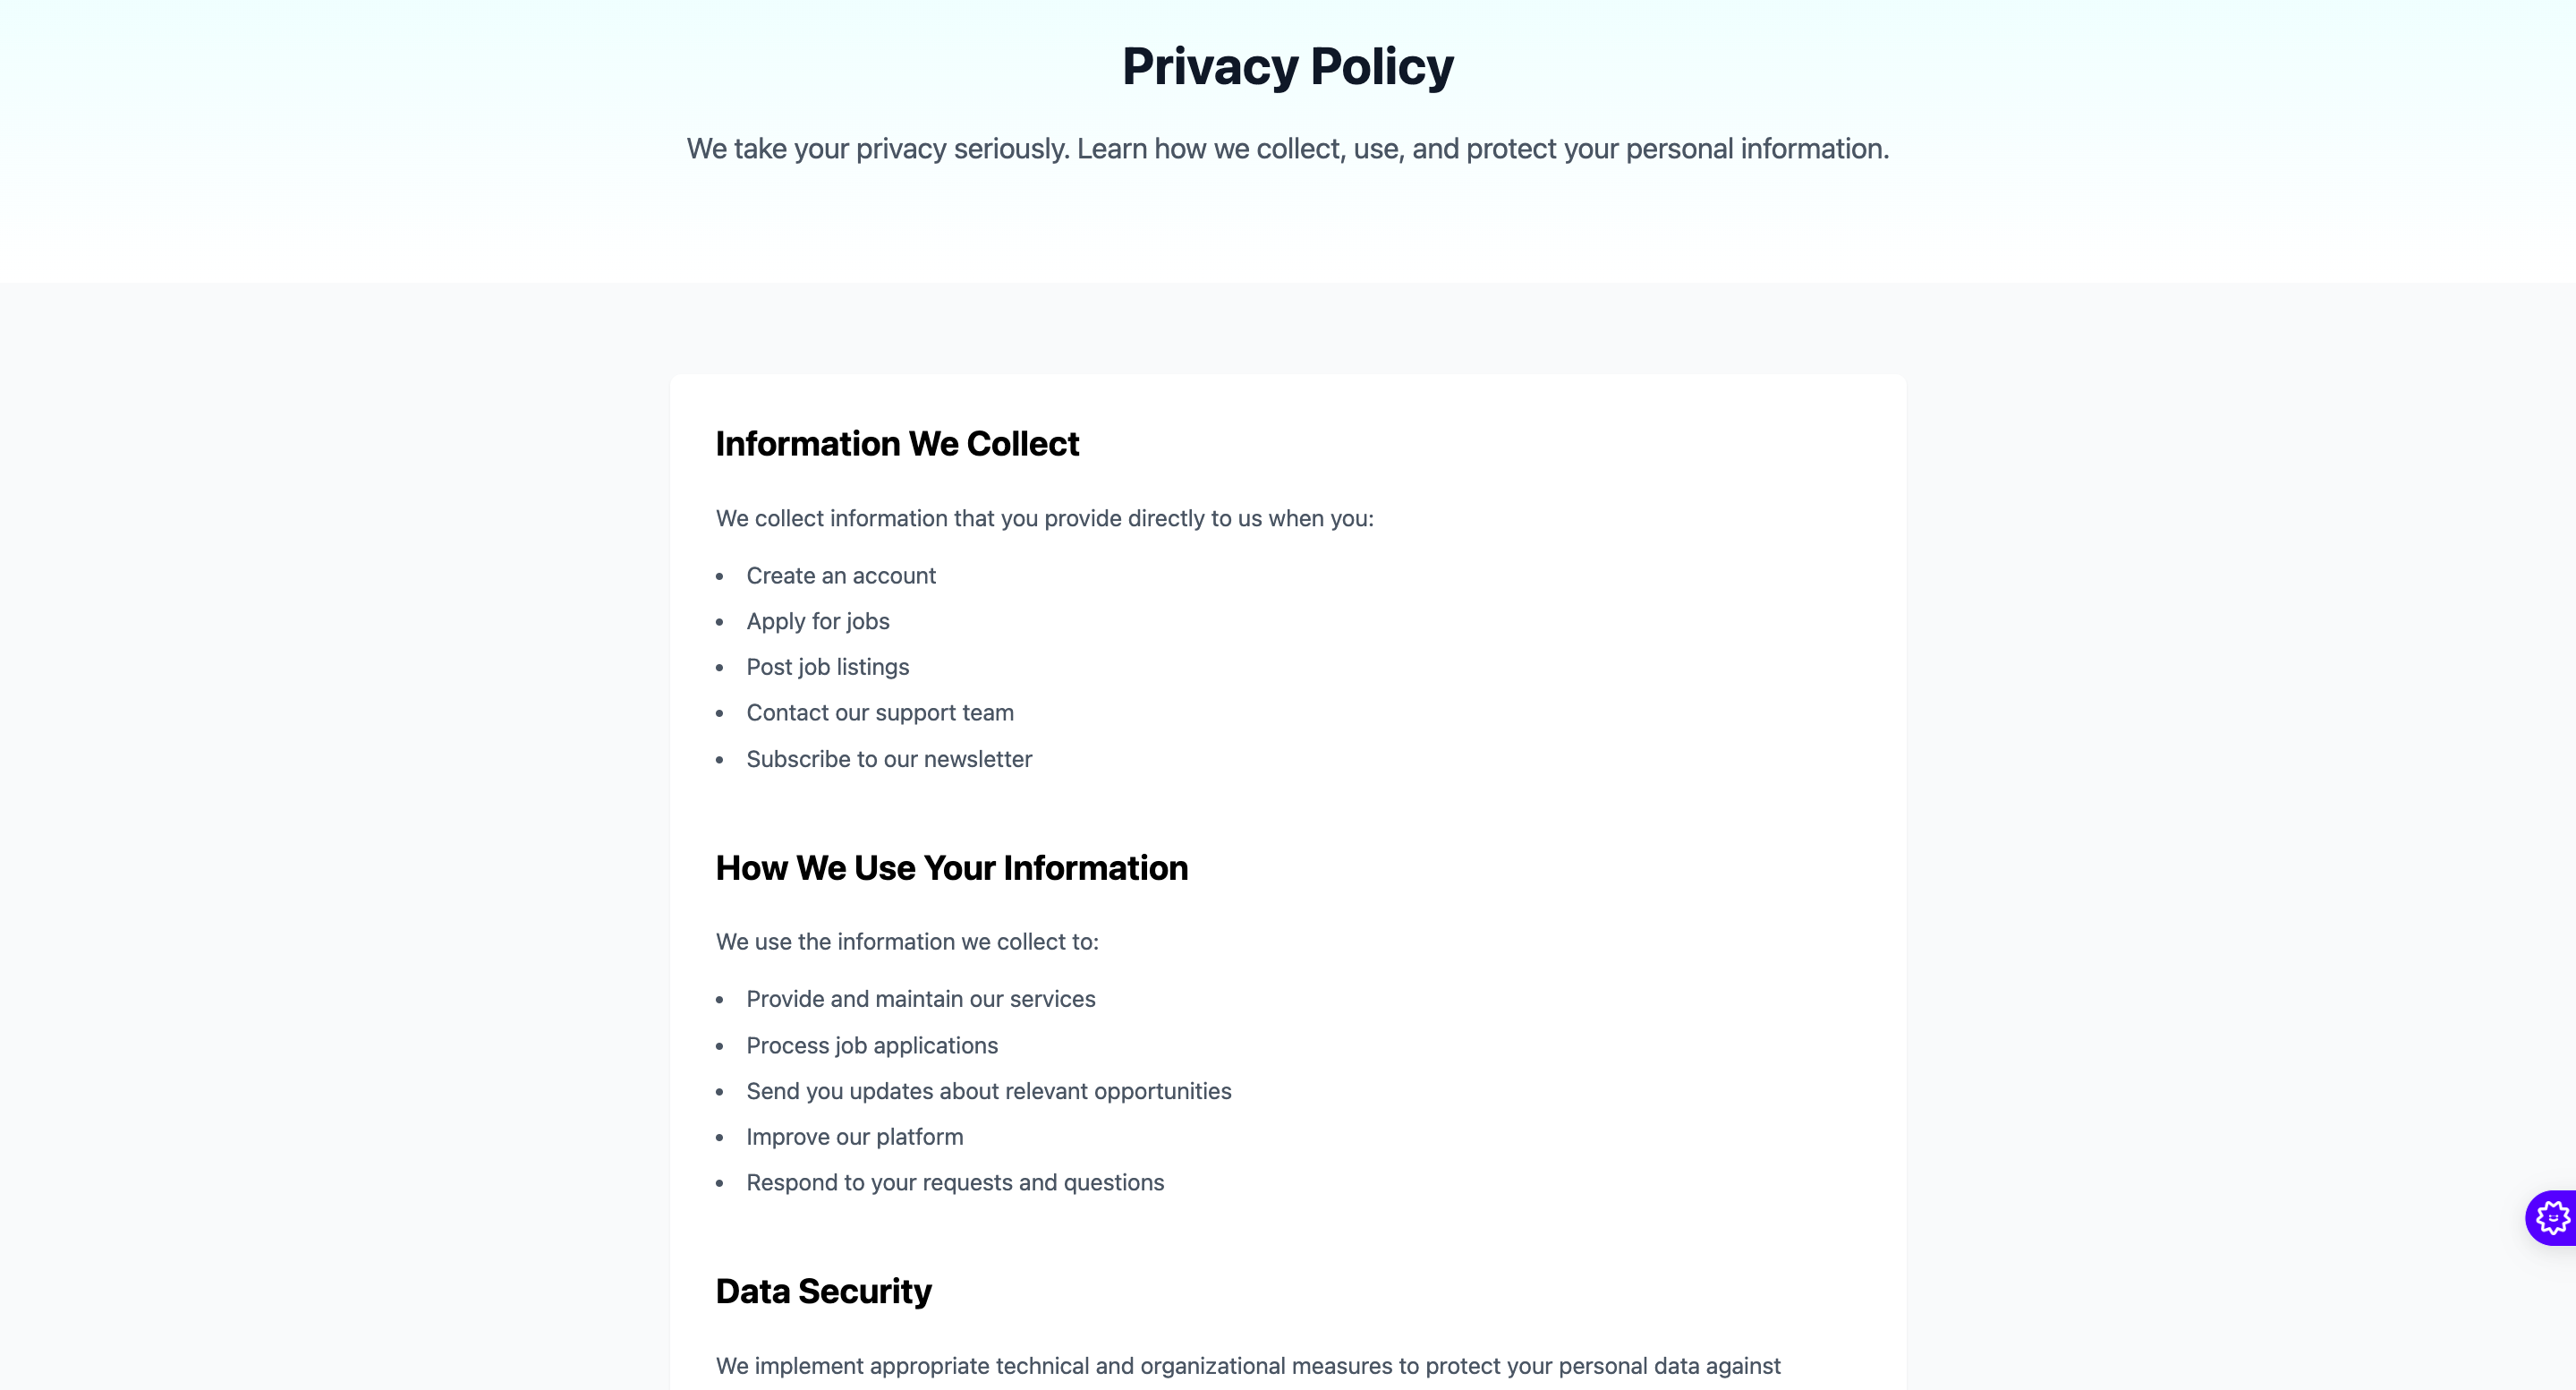 Privacy Policy
We take your privacy seriously. Learn how we collect, use, and protect your personal information.
Information We Collect
We collect information that you provide directly to us when you:
• Create an account
• Apply for jobs
• Post job listings
• Contact our support team
• Subscribe to our newsletter
How We Use Your Information
We use the information we collect to:
• Provide and maintain our services
• Process job applications
• Send you updates about relevant opportunities
• Improve our platform
• Respond to your requests and questions
Data Security
We implement appropriate technical and organizational measures to protect your personal data against